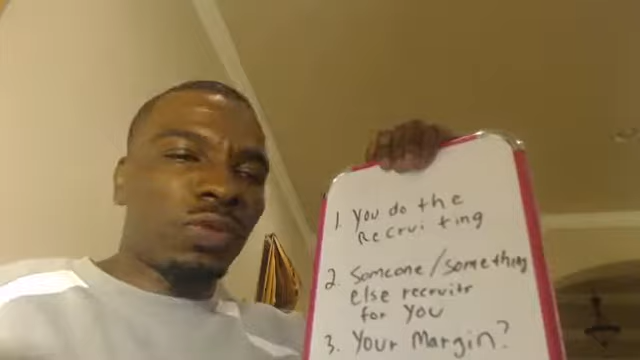 1. You do the
Recruiting
2. Someone/something
else recruits
for You
3. Your Margin?